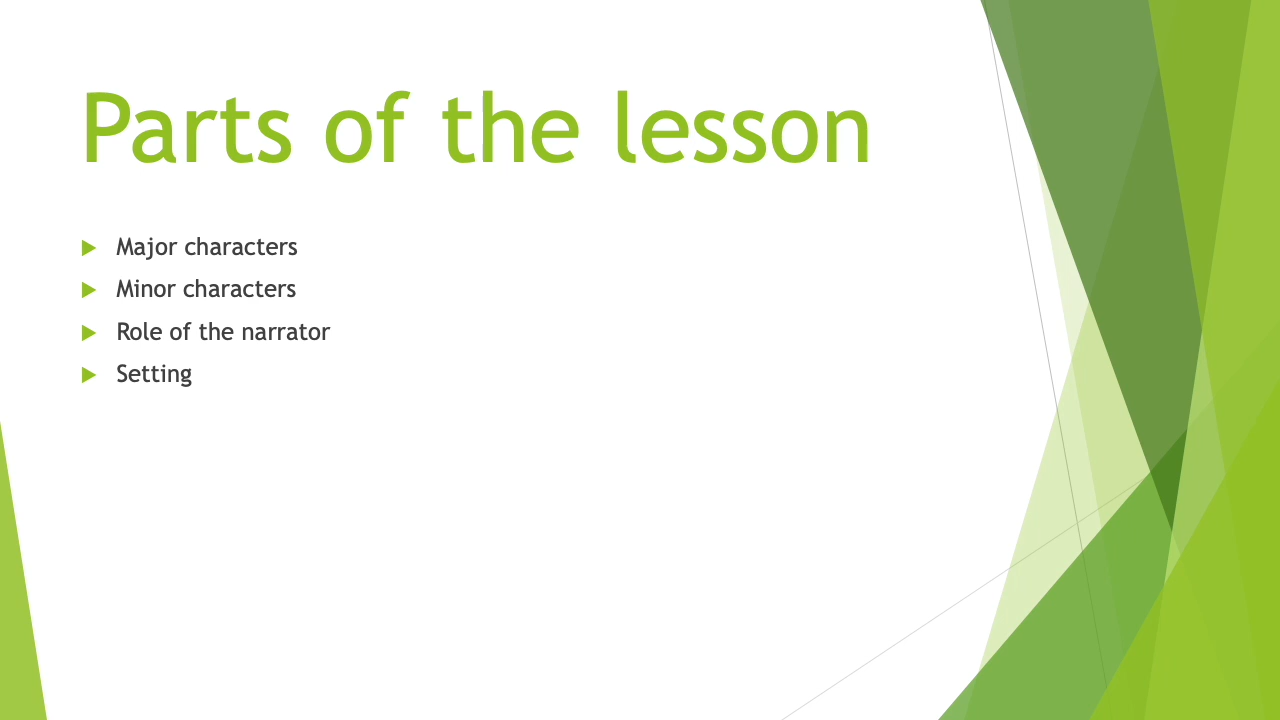 Parts of the lesson
Major characters
Minor characters
Role of the narrator
Setting